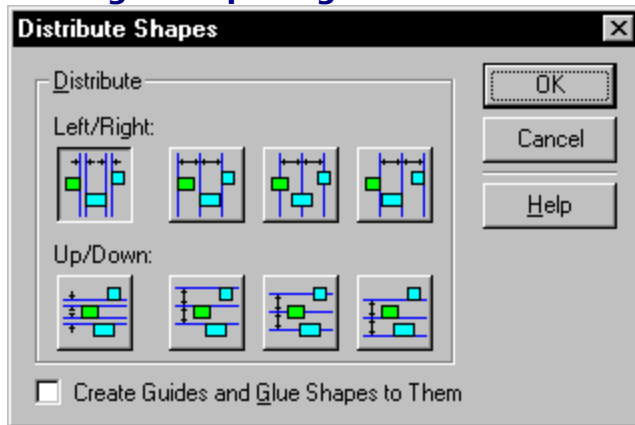 Distribute Shapes
Distribute
OK
Left/Right:
Cancel
Help
Up/Down:
Create Guides and Glue Shapes to Them